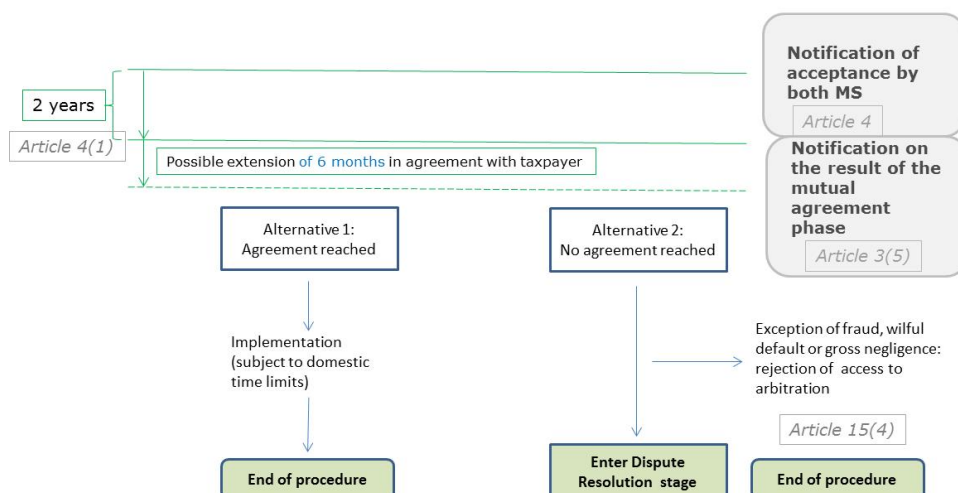 Notification of
acceptance by
both MS
Article 4
2 years
Article 4(1)
Possible extension of 6 months in agreement with taxpayer
Notification on
the result of the
mutual
agreement
phase
Article 3(5)
Alternative 1:
Agreement reached
Alternative 2:
No agreement reached
Implementation
(subject to domestic
time limits)
Exception of fraud, wilful
default or gross negligence:
rejection of access to
arbitration
Article 15(4)
End of procedure
Enter Dispute
Resolution stage
End of procedure